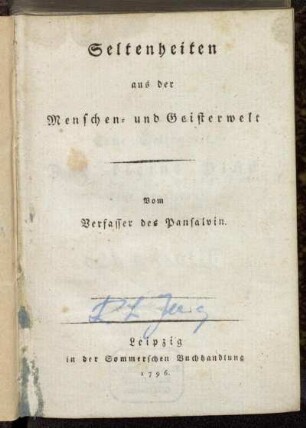 Seltenheiten
aus der
Menschen- und Geisterwelt
Vom
Verfasser des Pansalvin.
Leipzig
in der Sommerschen Buchhandlung
1796.